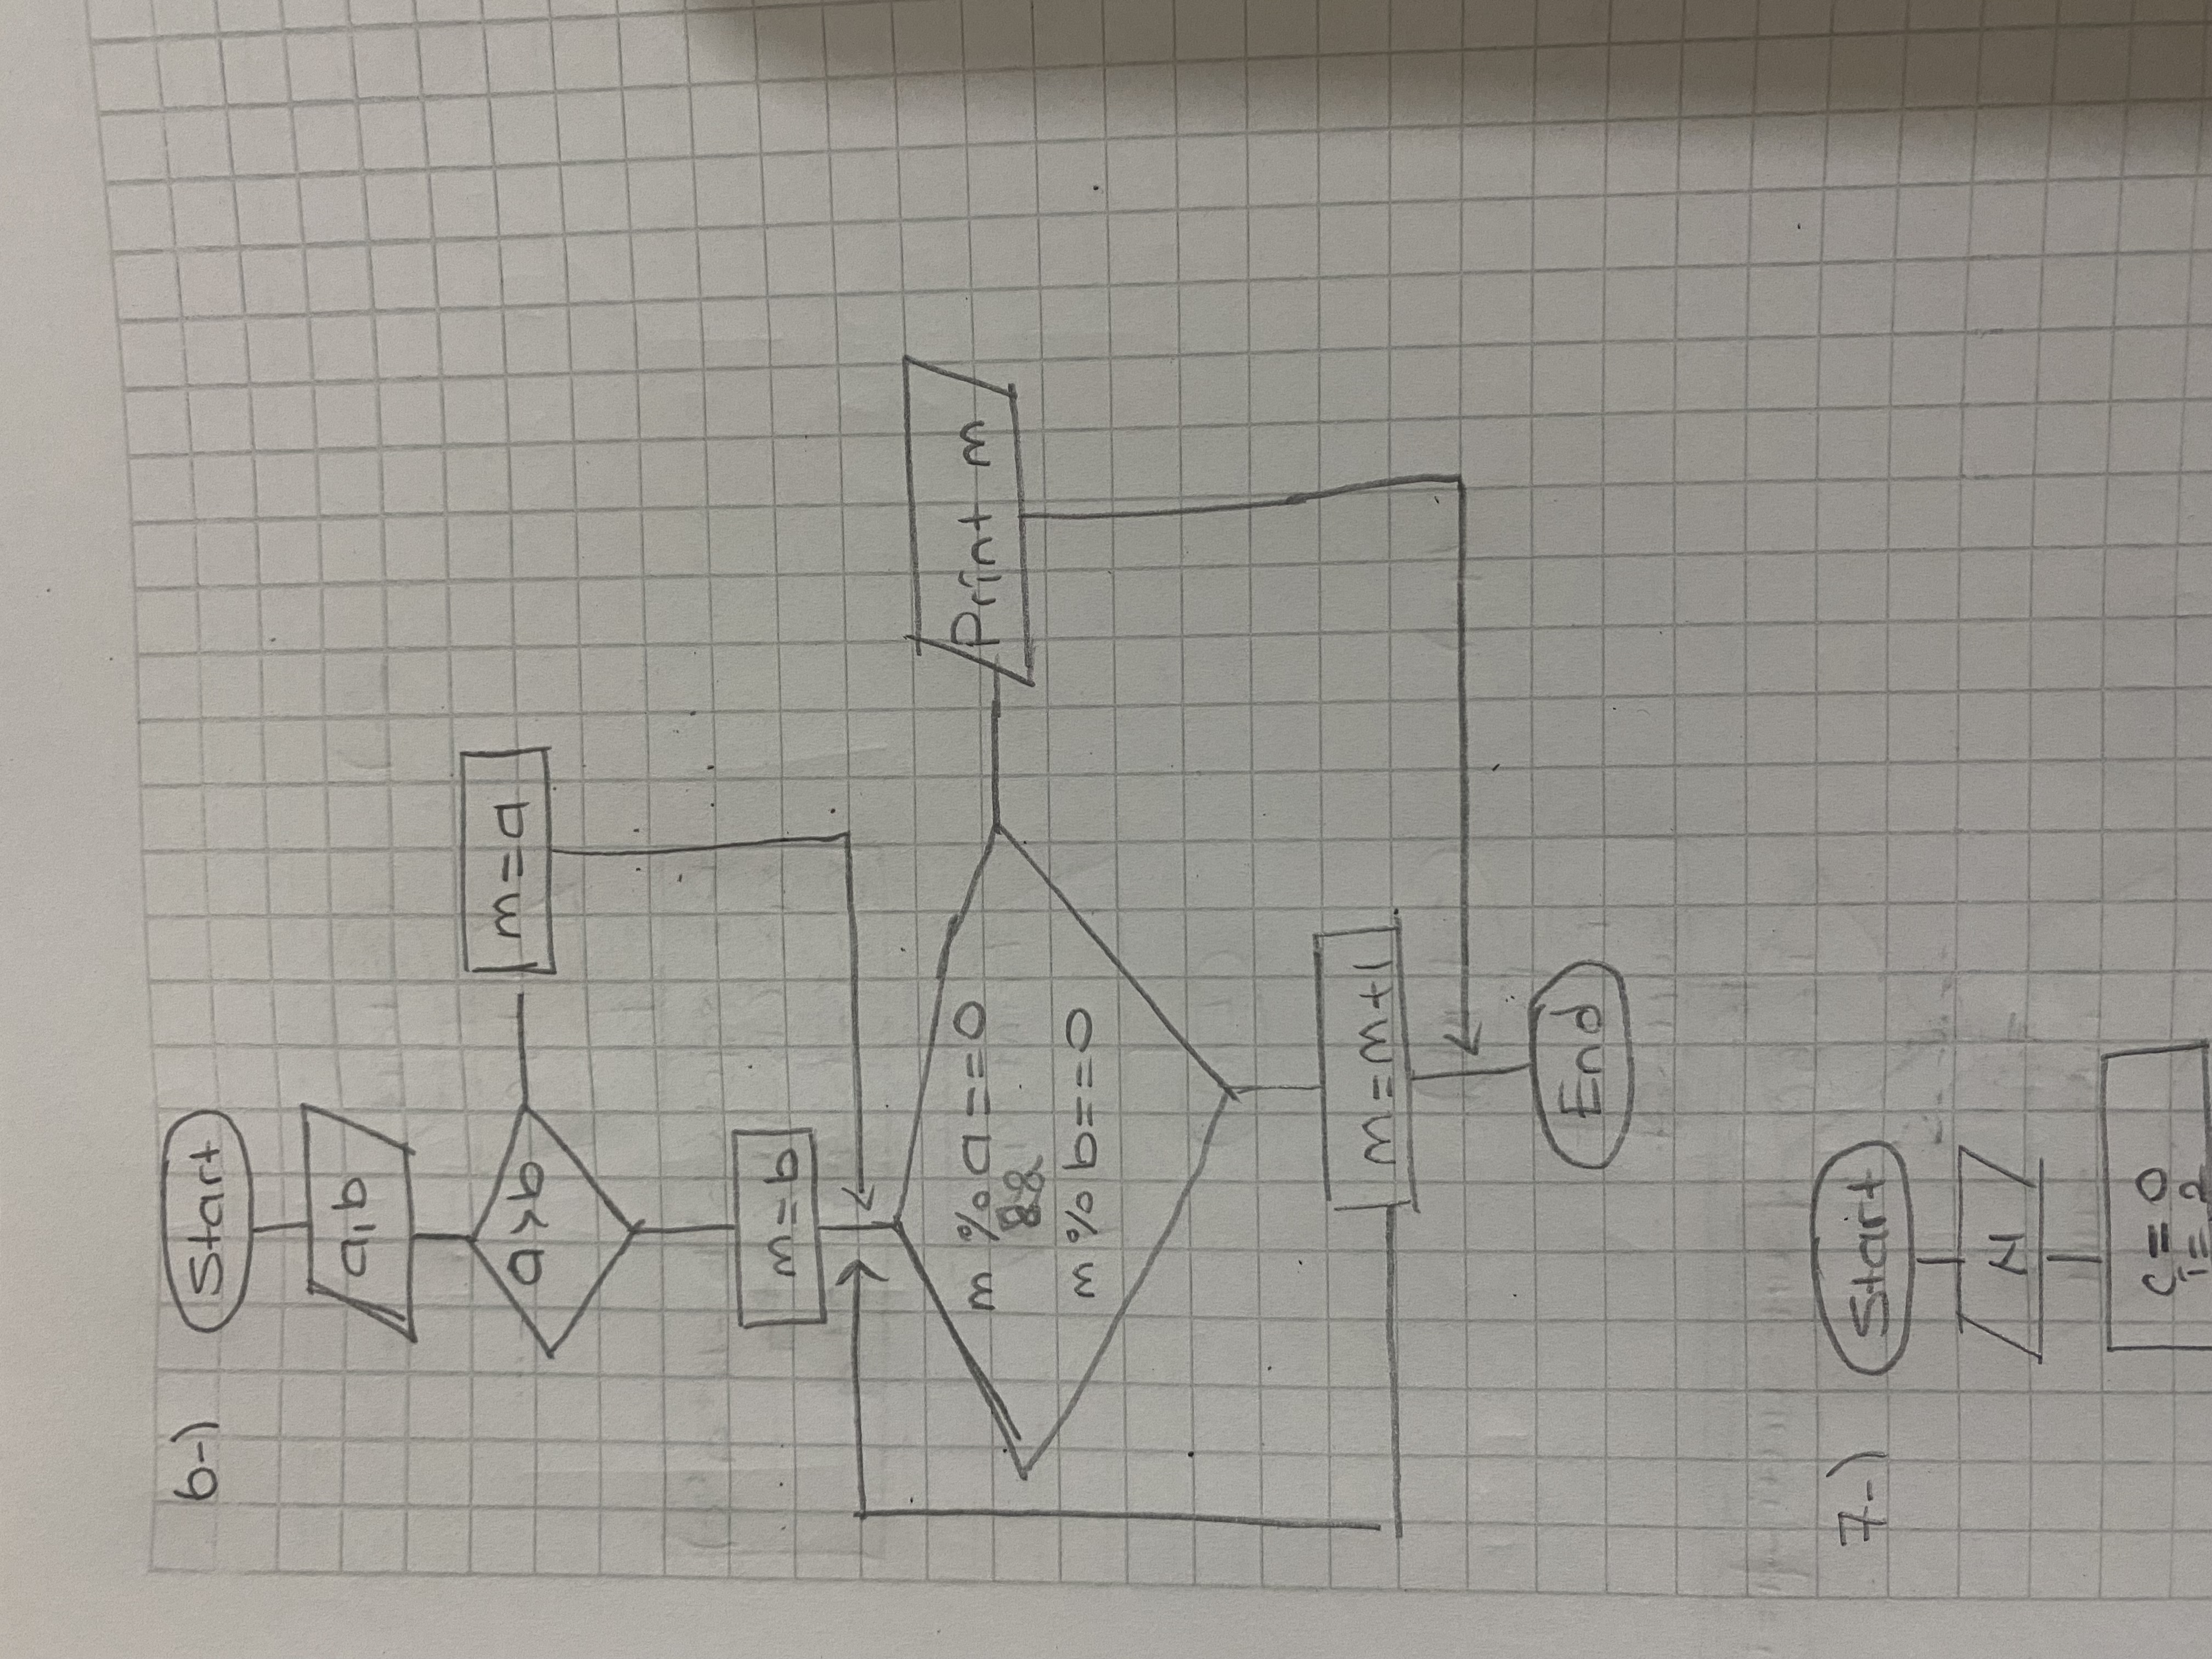 6-)
Start
a,b
a>b
m=a
m=b
m%a==0
&&
m%b==0
Print m
m=m+1
End
7-)
Start
N
c=0
i=2